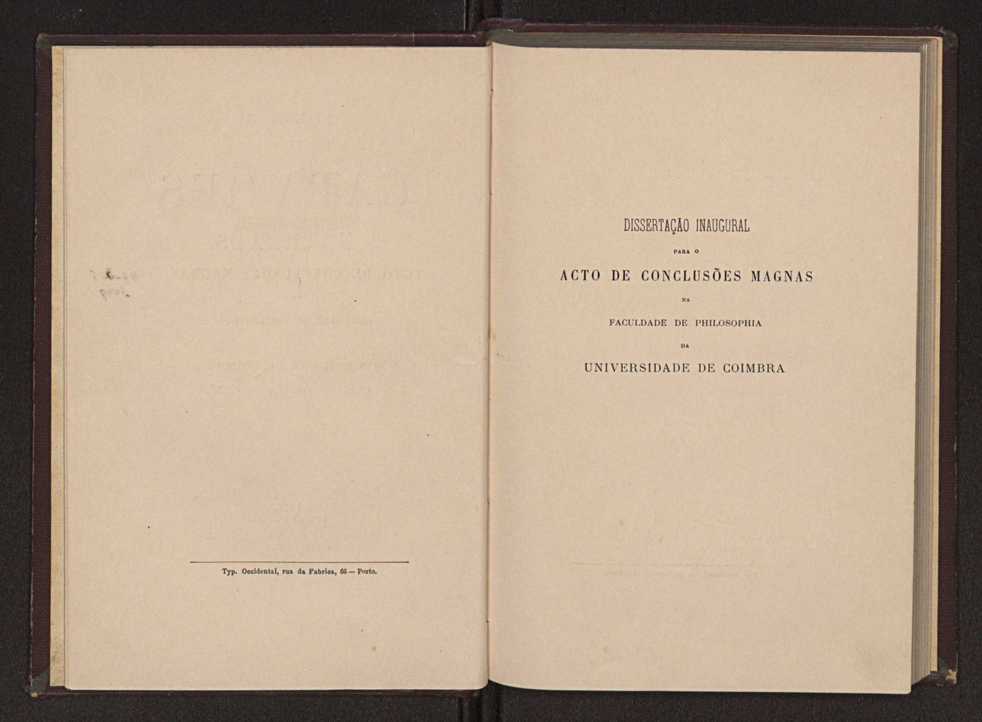 Typ. Occidental, rua da Fabrica, 66 — Porto.
DISSERTAÇÃO INAUGURAL
PARA O
ACTO DE CONCLUSÕES MAGNAS
NA
FACULDADE DE PHILOSOPHIA
DA
UNIVERSIDADE DE COIMBRA